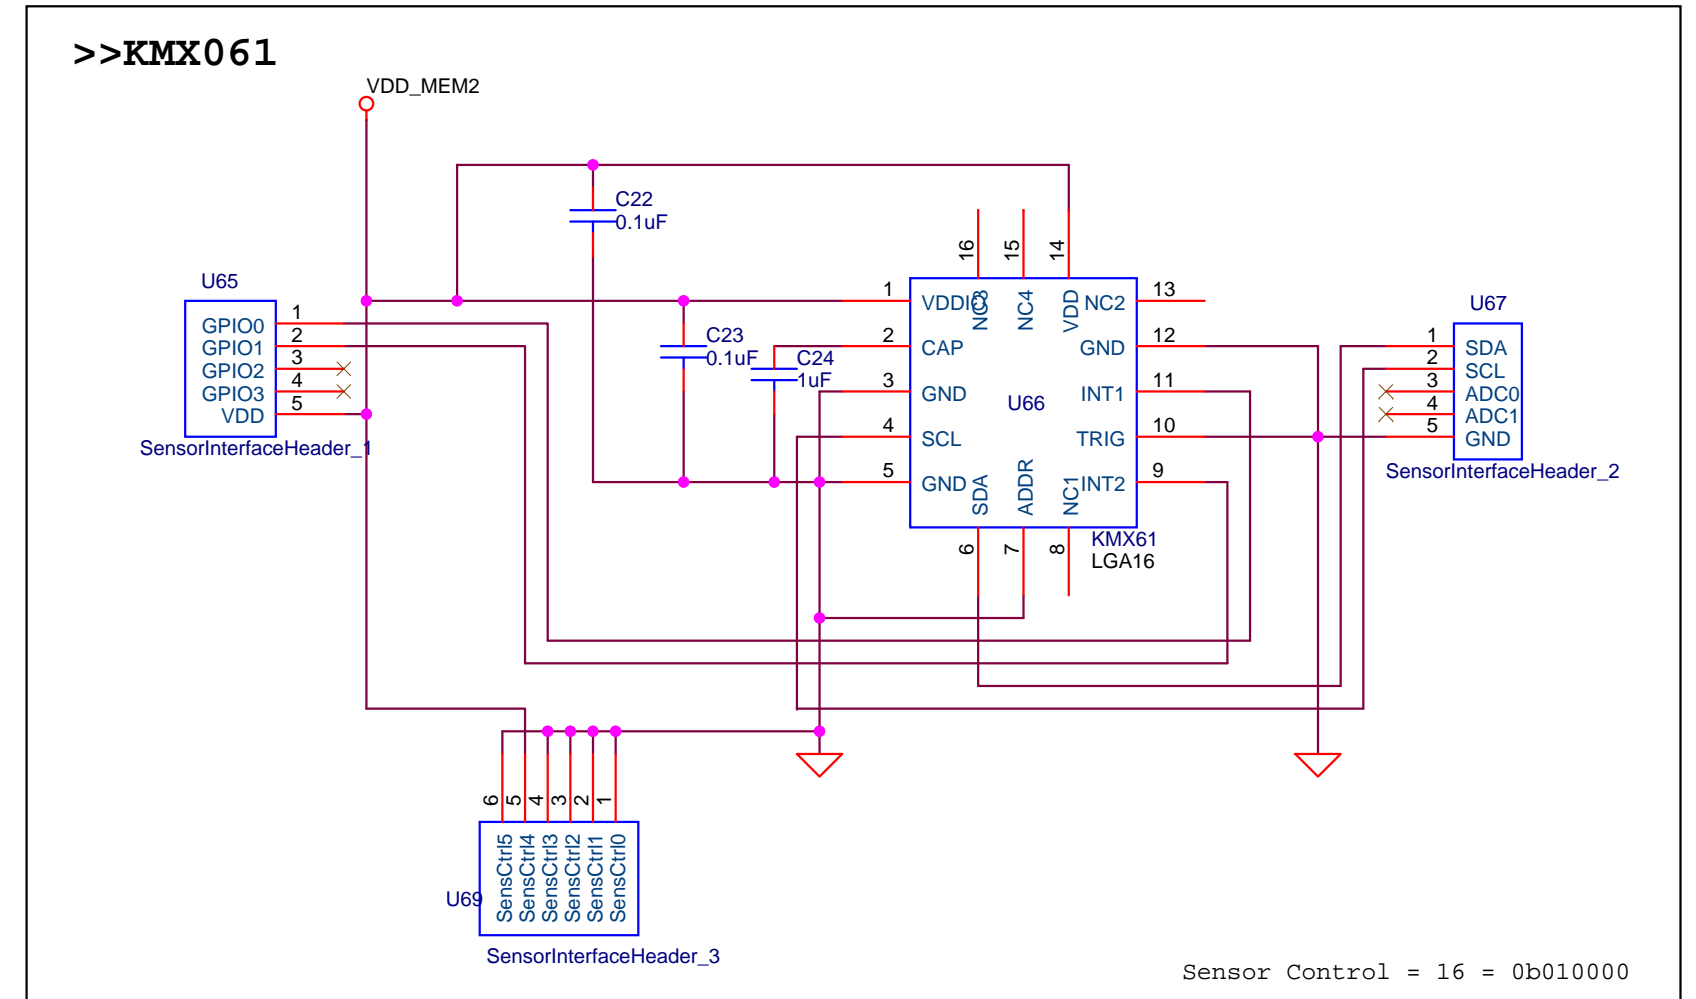 >>KMX061
VDD_MEM2
C22
0.1uF
C23
0.1uF
C24
1uF
U65
GPIO0 1
GPIO1 2
GPIO2 3
GPIO3 4
VDD 5
SensorInterfaceHeader_1
16 NC3
15 NC4
14 VDD
1 VDDIO
2 CAP
3 GND
4 SCL
5 GND
NC2 13
GND 12
INT1 11
TRIG 10
INT2 9
U66
SDA 6
ADDR 7
NC1 8
KMX61
LGA16
U67
1 SDA
2 SCL
3 ADC0
4 ADC1
5 GND
SensorInterfaceHeader_2
6 SensCtrl5
5 SensCtrl4
4 SensCtrl3
3 SensCtrl2
2 SensCtrl1
1 SensCtrl0
U69
SensorInterfaceHeader_3
Sensor Control = 16 = 0b010000